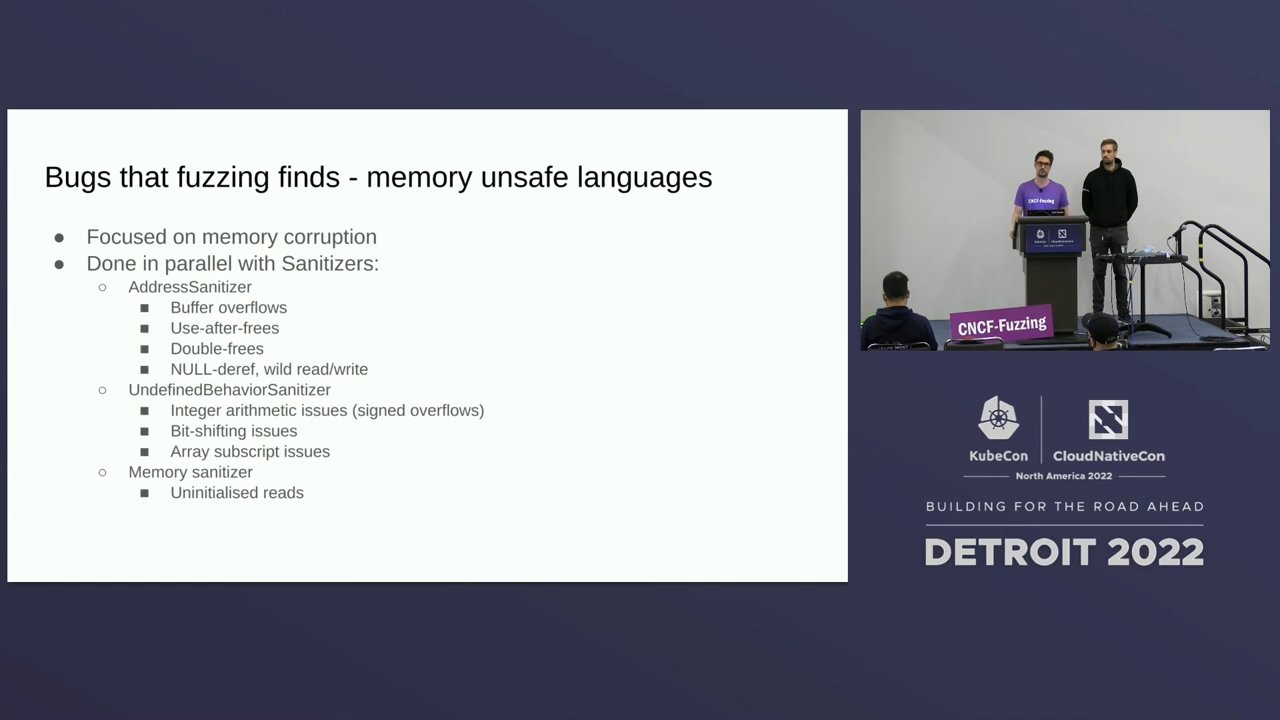 Bugs that fuzzing finds - memory unsafe languages
● Focused on memory corruption
● Done in parallel with Sanitizers:
○ AddressSanitizer
■ Buffer overflows
■ Use-after-frees
■ Double-frees
■ NULL-deref, wild read/write
○ UndefinedBehaviorSanitizer
■ Integer arithmetic issues (signed overflows)
■ Bit-shifting issues
■ Array subscript issues
○ Memory sanitizer
■ Uninitialised reads
CNCF-Fuzzing
CNCF-Fuzzing
KubeCon
CloudNativeCon
North America 2022
BUILDING FOR THE ROAD AHEAD
DETROIT 2022